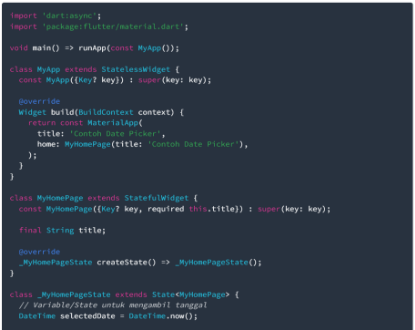 import 'dart:async';
import 'package:flutter/material.dart';

void main() => runApp(const MyApp());

class MyApp extends StatelessWidget {
  const MyApp({Key? key}) : super(key: key);

  @override
  Widget build(BuildContext context) {
    return const MaterialApp(
      title: 'Contoh Date Picker',
      home: MyHomePage(title: 'Contoh Date Picker'),
    );
  }
}

class MyHomePage extends StatefulWidget {
  const MyHomePage({Key? key, required this.title}) : super(key: key);

  final String title;

  @override
  _MyHomePageState createState() => _MyHomePageState();
}

class _MyHomePageState extends State<MyHomePage> {
  // Variable/State untuk mengambil tanggal
  DateTime selectedDate = DateTime.now();